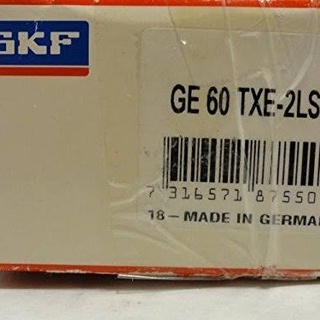 SKF
GE 60 TXE-2LS
7 316571 87550
18 – MADE IN GERMAN